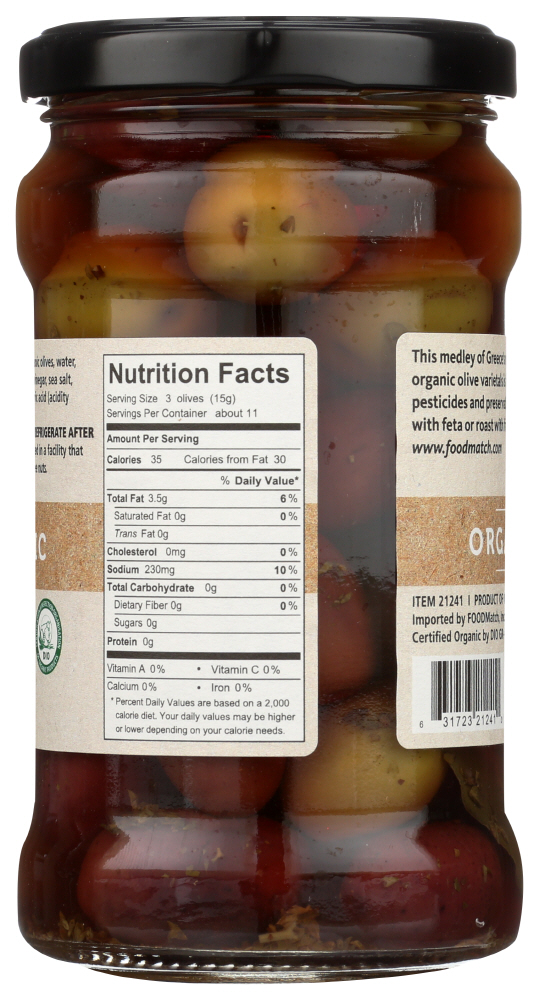 olives, water,
sea salt,
acid (acidity
REFRIGERATE AFTER
in a facility that
nuts.
C
DIO
Nutrition Facts
Serving Size 3 olives (15g)
Servings Per Container about 11
Amount Per Serving
Calories 35 Calories from Fat 30
% Daily Value*
Total Fat 3.5g 6%
Saturated Fat 0g 0%
Trans Fat 0g
Cholesterol 0mg 0%
Sodium 230mg 10%
Total Carbohydrate 0g 0%
Dietary Fiber 0g 0%
Sugars 0g
Protein 0g
Vitamin A 0% • Vitamin C 0%
Calcium 0% • Iron 0%
*Percent Daily Values are based on a 2,000
calorie diet. Your daily values may be higher
or lower depending on your calorie needs.
This medley of
organic olive
pesticides and
with feta or roast with
www.foodmatch.com
ORG
ITEM 21241 | PRODUCT OF
Imported by FOODMatch,
Certified Organic by DIO
6 31723 21241